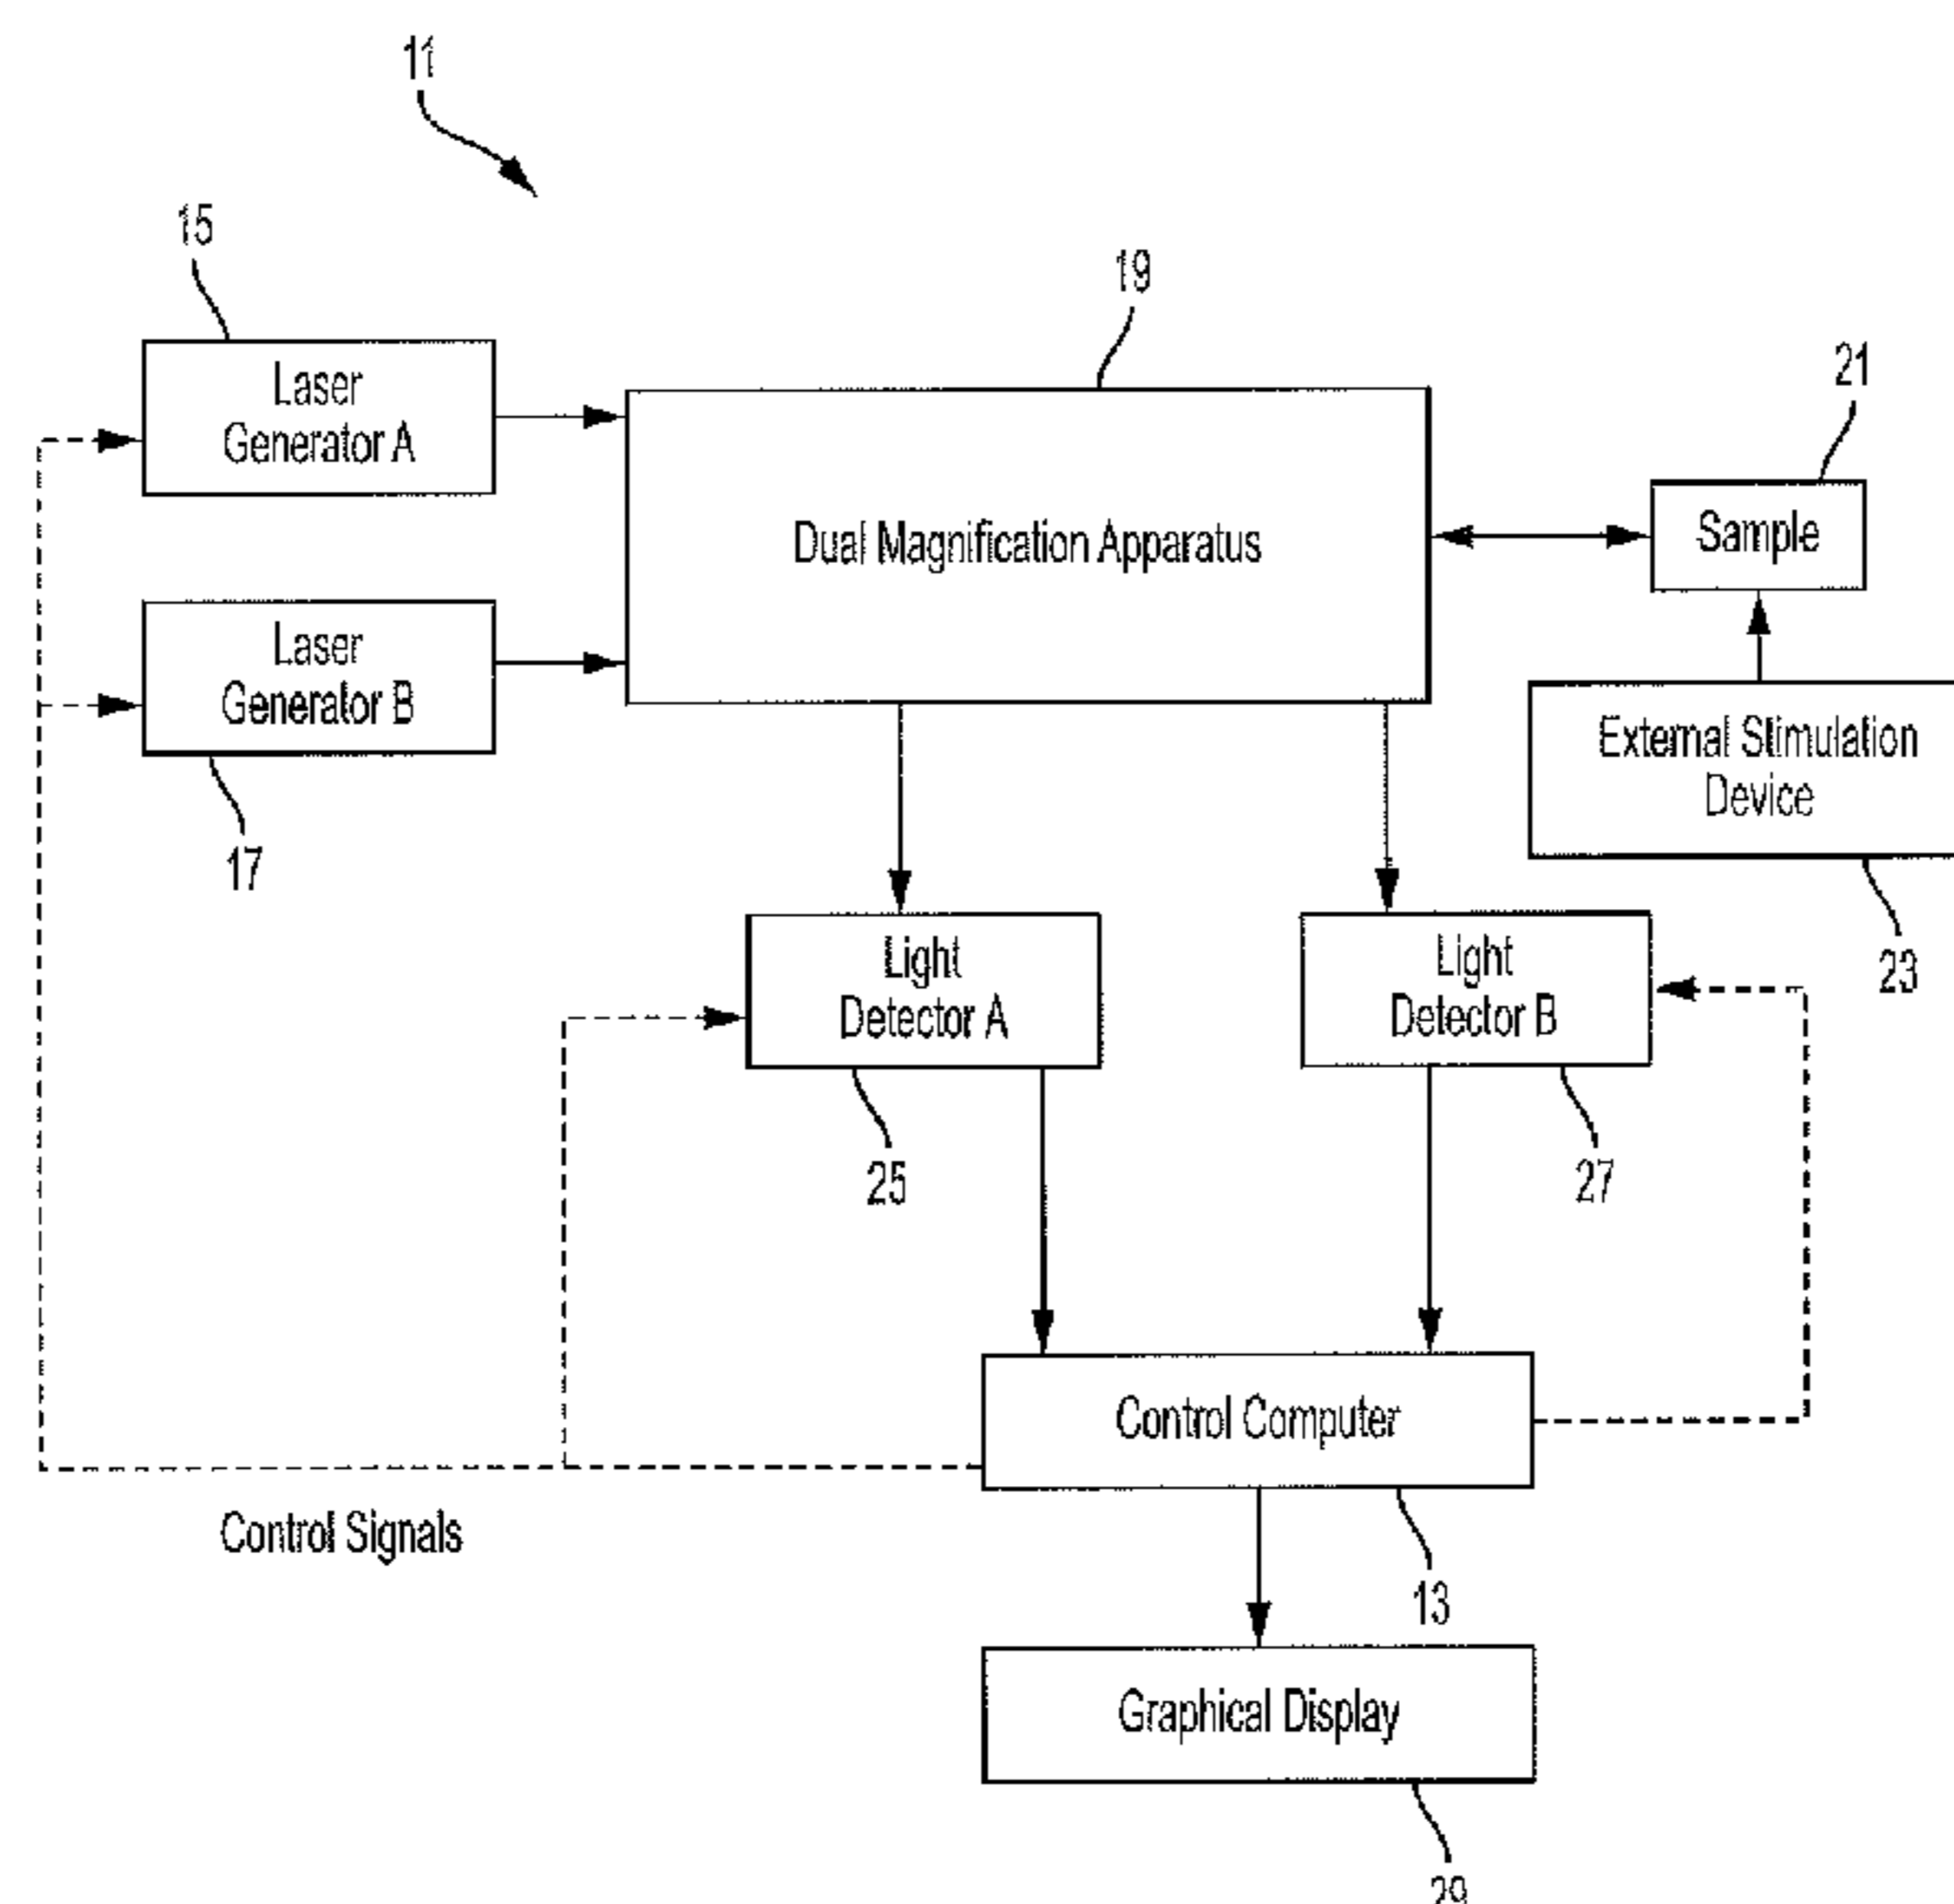 11
15
19
21
Laser
Generator A
Dual Magnification Apparatus
Sample
Laser
Generator B
External Stimulation
Device
17
23
Light
Detector A
Light
Detector B
25
27
Control Computer
Control Signals
13
Graphical Display
29